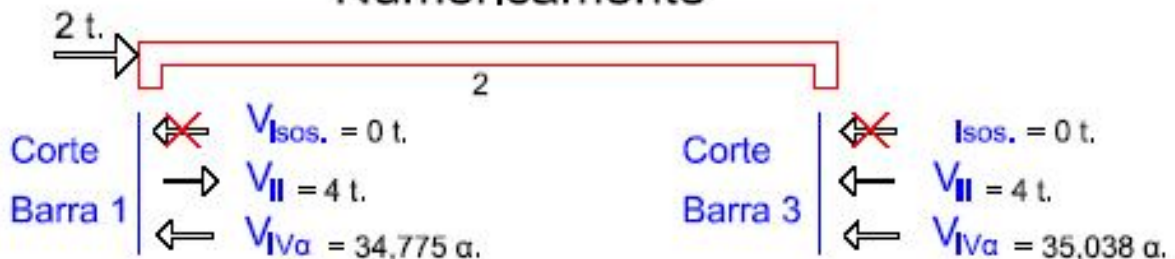 Numéricamente
2 t.
2
Corte
Barra 1
VIsos. = 0 t.
VII = 4 t.
VIVα = 34,775 α.
Corte
Barra 3
Isos. = 0 t.
VII = 4 t.
VIVα = 35,038 α.